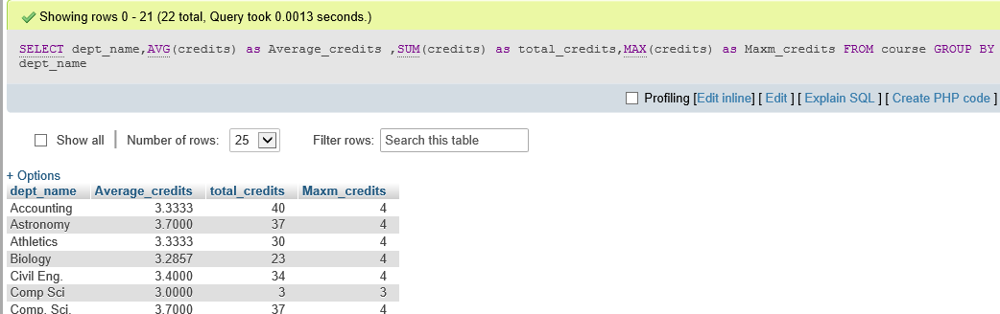 Showing rows 0 - 21 (22 total, Query took 0.0013 seconds.)
SELECT dept_name,AVG(credits) as Average_credits ,SUM(credits) as total_credits,MAX(credits) as Maxm_credits FROM course GROUP BY
dept_name
Profiling [Edit inline] [ Edit ] [ Explain SQL ] [ Create PHP code ]
Show all | Number of rows: 25 Filter rows: Search this table
+ Options
dept_name Average_credits total_credits Maxm_credits
Accounting 3.3333 40 4
Astronomy 3.7000 37 4
Athletics 3.3333 30 4
Biology 3.2857 23 4
Civil Eng. 3.4000 34 4
Comp Sci 3.0000 3 3
Comp. Sci. 3.7000 37 4